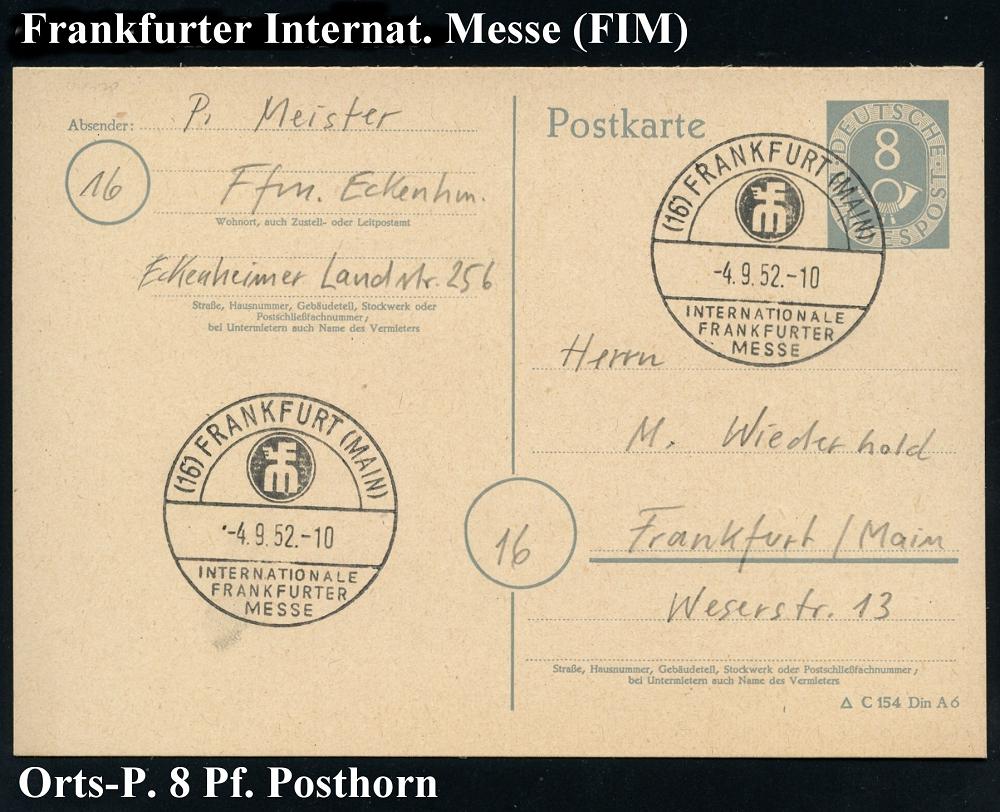 Frankfurter Internat. Messe (FIM)
Absender: P. Meister
16
Ffm. Eckenhm.
Wohnort, auch Zustell- oder Leitpostamt
Eckenheimer Landstr. 256
Straße, Hausnummer, Gebäudeteil, Stockwerk oder
Postschließfachnummer;
bei Untermietern auch Name des Vermieters
(16) FRANKFURT (MAIN)
-4.9.52.-10
INTERNATIONALE
FRANKFURTER
MESSE
Postkarte
DEUTSCHE
8
BUNDESPOST
(16) FRANKFURT (MAIN)
-4.9.52.-10
INTERNATIONALE
FRANKFURTER
MESSE
Herrn
M. Wiederhold
16
Frankfurt/Main
Weserstr. 13
Straße, Hausnummer, Gebäudeteil, Stockwerk oder Postschließfachnummer;
bei Untermietern auch Name des Vermieters
△ C 154 Din A 6
Orts-P. 8 Pf. Posthorn